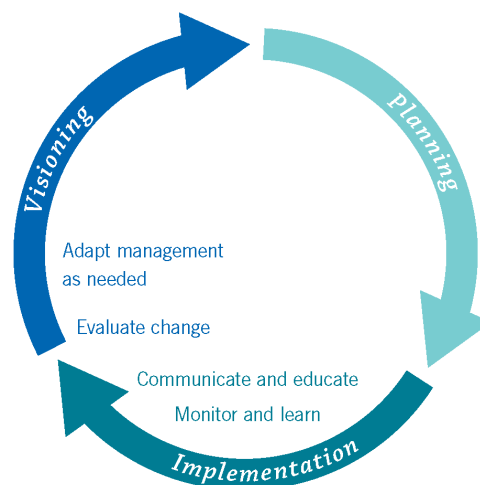 Visioning
Planning
Adapt management
as needed
Evaluate change
Communicate and educate
Monitor and learn
Implementation